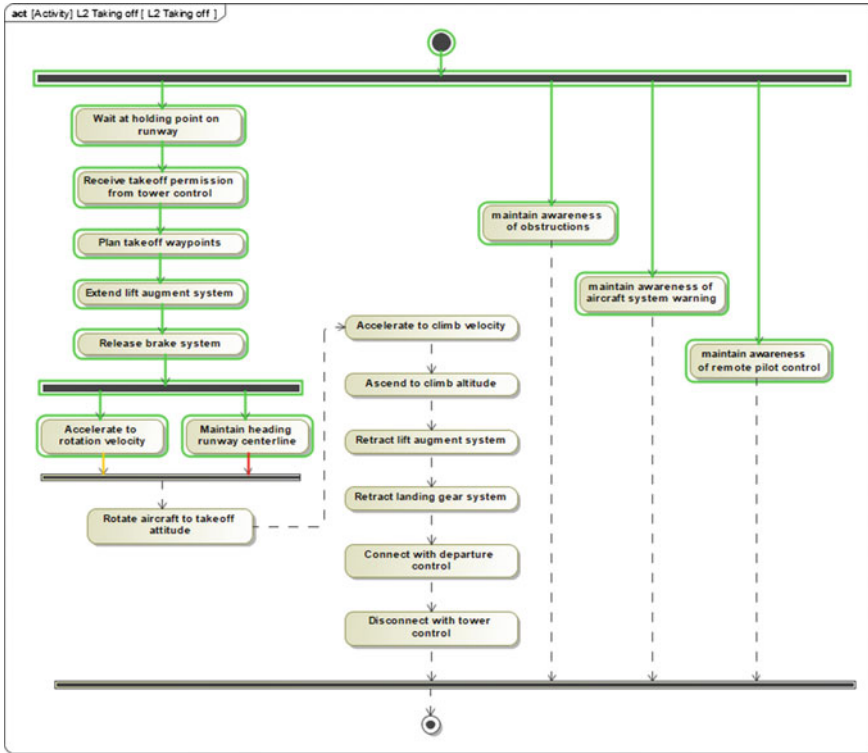 act [Activity] L2 Taking off [ L2 Taking off ]
Wait at holding point on
runway
Receive takeoff permission
from tower control
Plan takeoff waypoints
Extend lift augment system
Release brake system
Accelerate to
rotation velocity
Maintain heading
runway centerline
Rotate aircraft to takeoff
attitude
Accelerate to climb velocity
Ascend to climb altitude
Retract lift augment system
Retract landing gear system
Connect with departure
control
Disconnect with tower
control
maintain awareness
of obstructions
maintain awareness of
aircraft system warning
maintain awareness
of remote pilot control